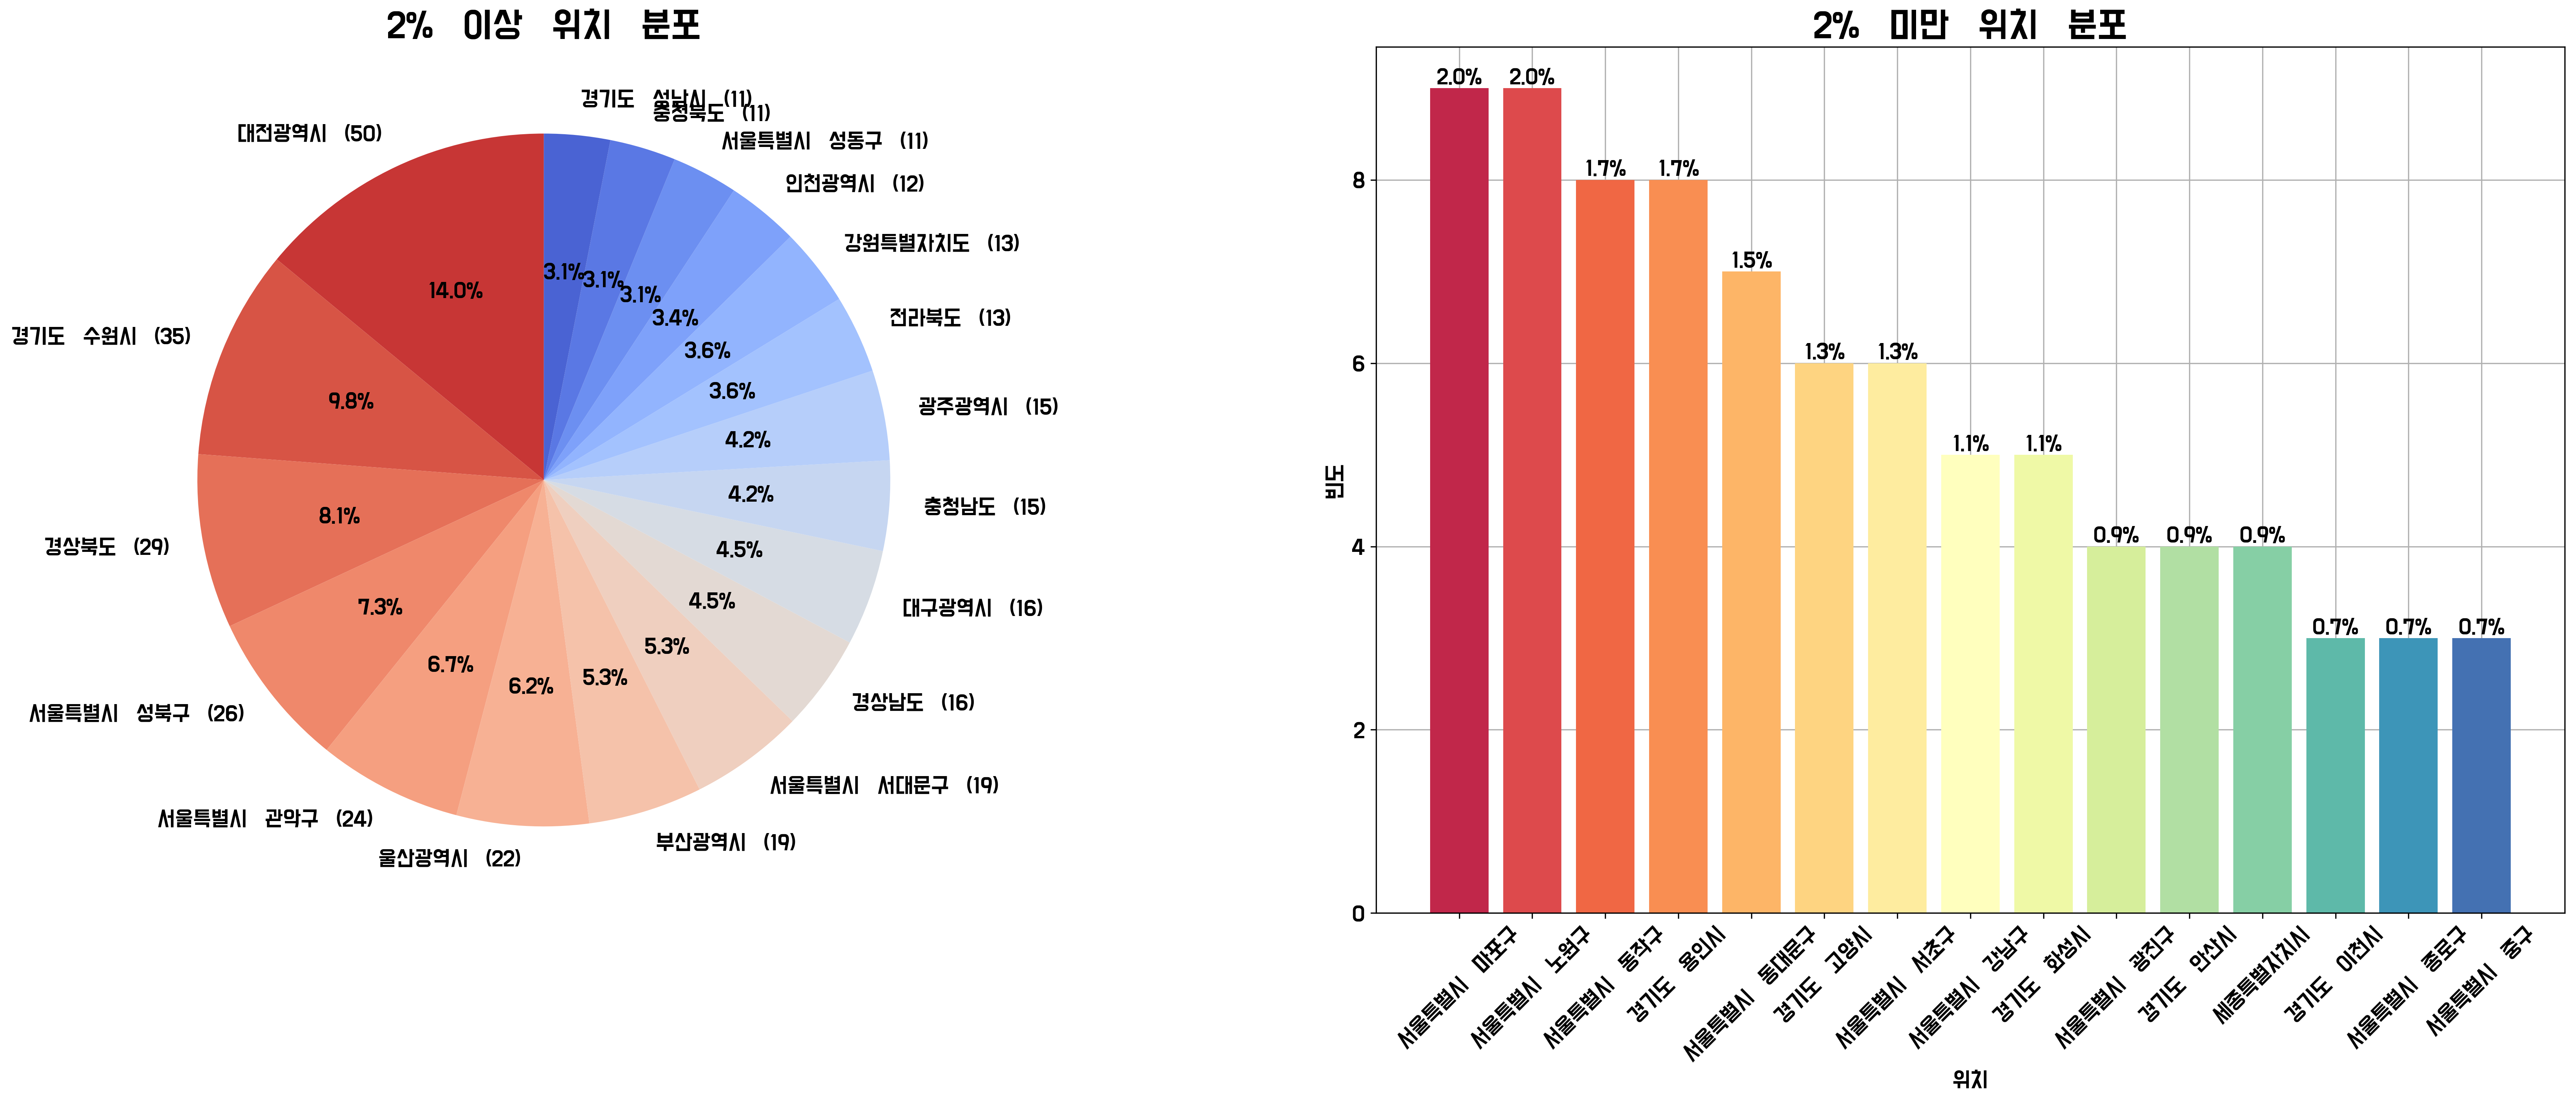 2% 이상 위치 분포
경기도 성남시 (11)
충청북도 (11)
서울특별시 성동구 (11)
인천광역시 (12)
강원특별자치도 (13)
전라북도 (13)
광주광역시 (15)
충청남도 (15)
대구광역시 (16)
경상남도 (16)
서울특별시 서대문구 (19)
부산광역시 (19)
울산광역시 (22)
서울특별시 관악구 (24)
서울특별시 성북구 (26)
경상북도 (29)
경기도 수원시 (35)
대전광역시 (50)
3.1%
3.1%
3.1%
3.4%
3.6%
3.6%
4.2%
4.2%
4.5%
4.5%
5.3%
5.3%
6.2%
6.7%
7.3%
8.1%
9.8%
14.0%
2% 미만 위치 분포
빈도
8
6
4
2
0
2.0%
2.0%
1.7%
1.7%
1.5%
1.3%
1.3%
1.1%
1.1%
0.9%
0.9%
0.9%
0.7%
0.7%
0.7%
서울특별시 마포구
서울특별시 노원구
서울특별시 동작구
경기도 용인시
서울특별시 동대문구
경기도 고양시
서울특별시 서초구
서울특별시 강남구
경기도 화성시
서울특별시 광진구
경기도 안산시
세종특별자치시
경기도 이천시
서울특별시 종로구
서울특별시 중구
위치